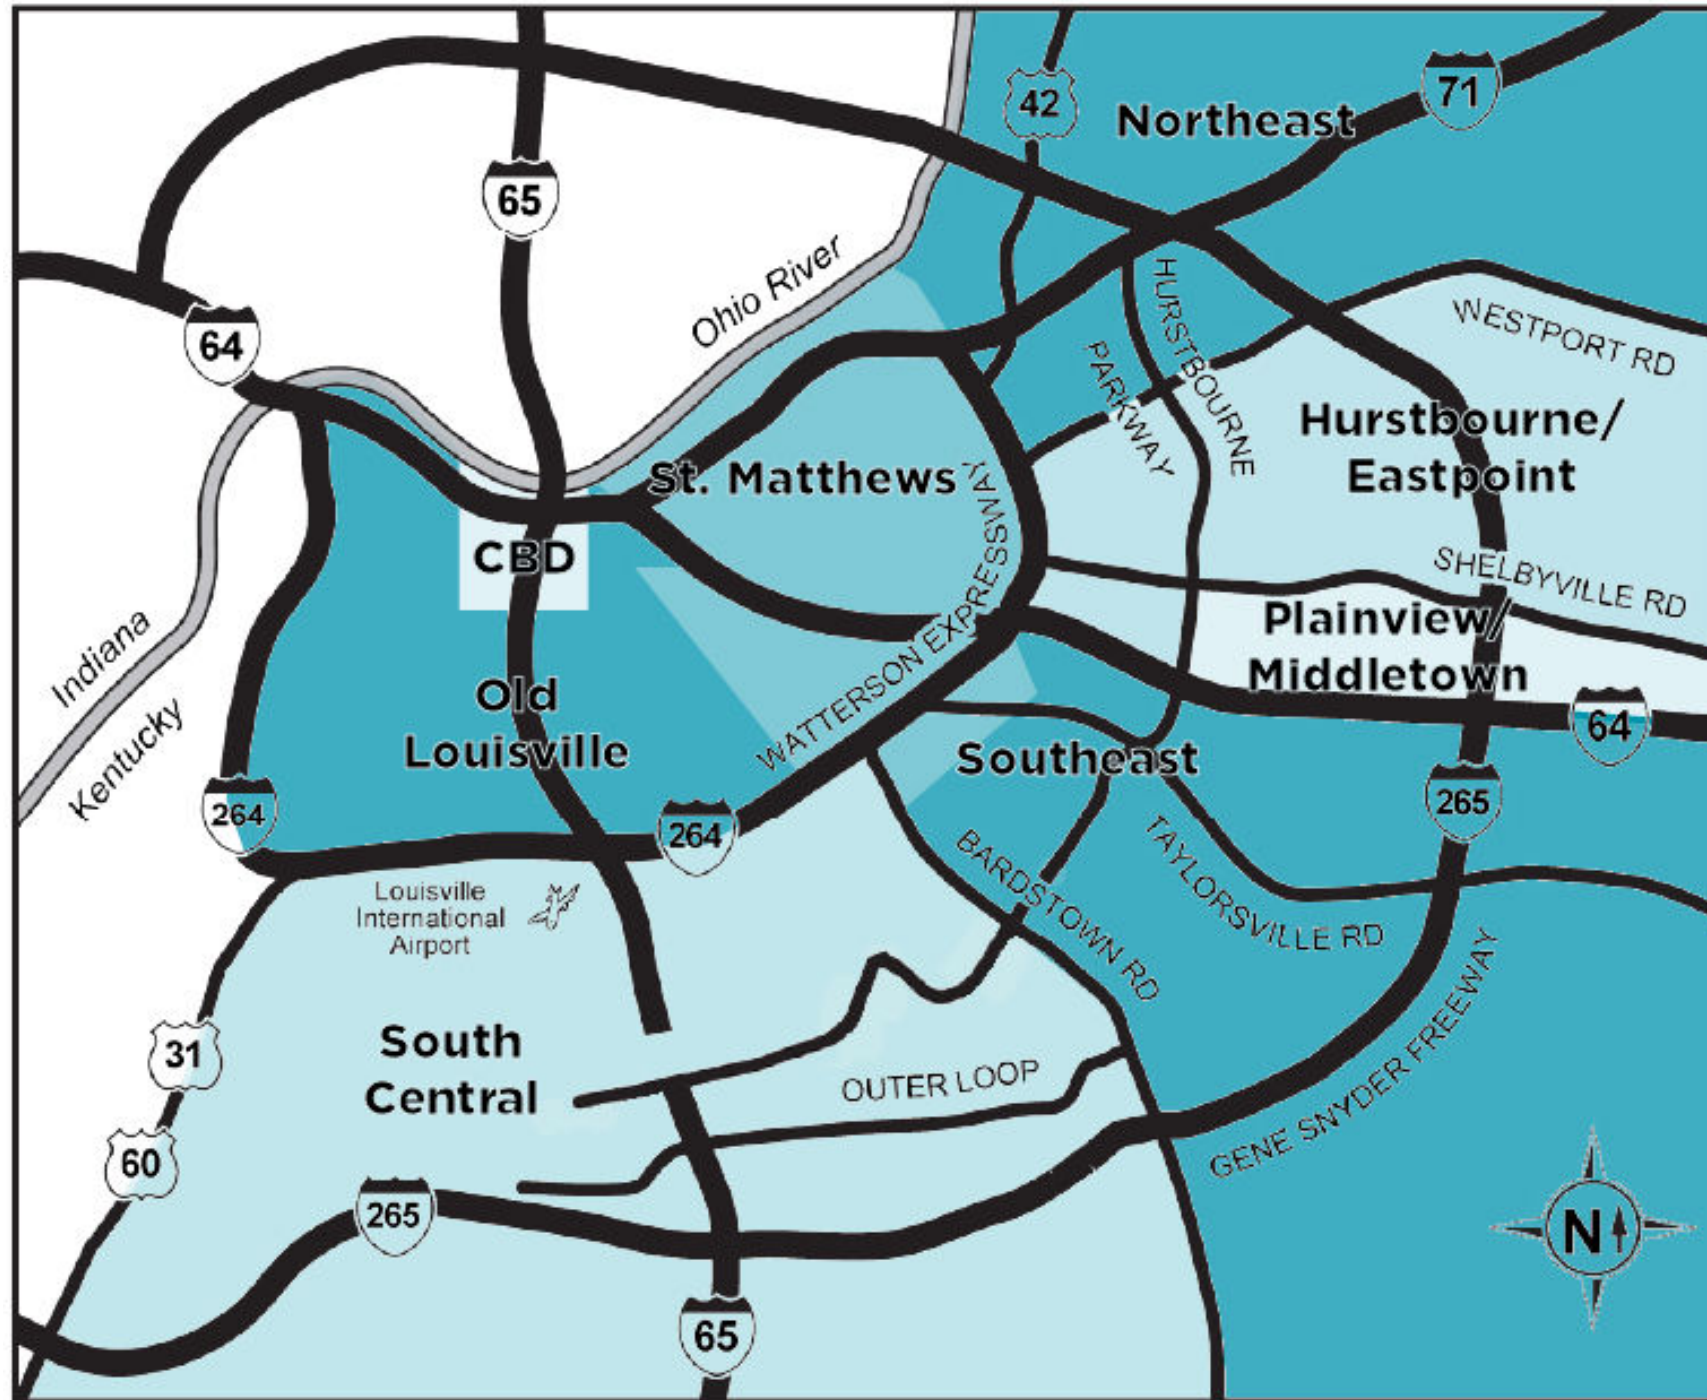 42
71
Northeast
65
Ohio River
HURSTBOURNE
PARKWAY
WESTPORT RD
64
Hurstbourne/
Eastpoint
St. Matthews
CBD
WATTERSON EXPRESSWAY
SHELBYVILLE RD
Plainview/
Middletown
Indiana
Kentucky
Old
Louisville
64
Southeast
264
264
265
BARDSTOWN RD
TAYLORSVILLE RD
Louisville
International
Airport
South
Central
31
OUTER LOOP
GENE SNYDER FREEWAY
60
265
N
65